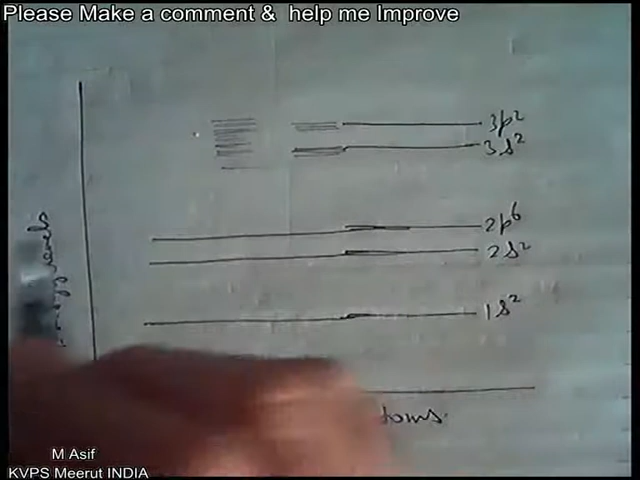 Please Make a comment & help me Improve
3p²
3s²
2p⁶
2s²
1s²
M Asif
KVPS Meerut INDIA